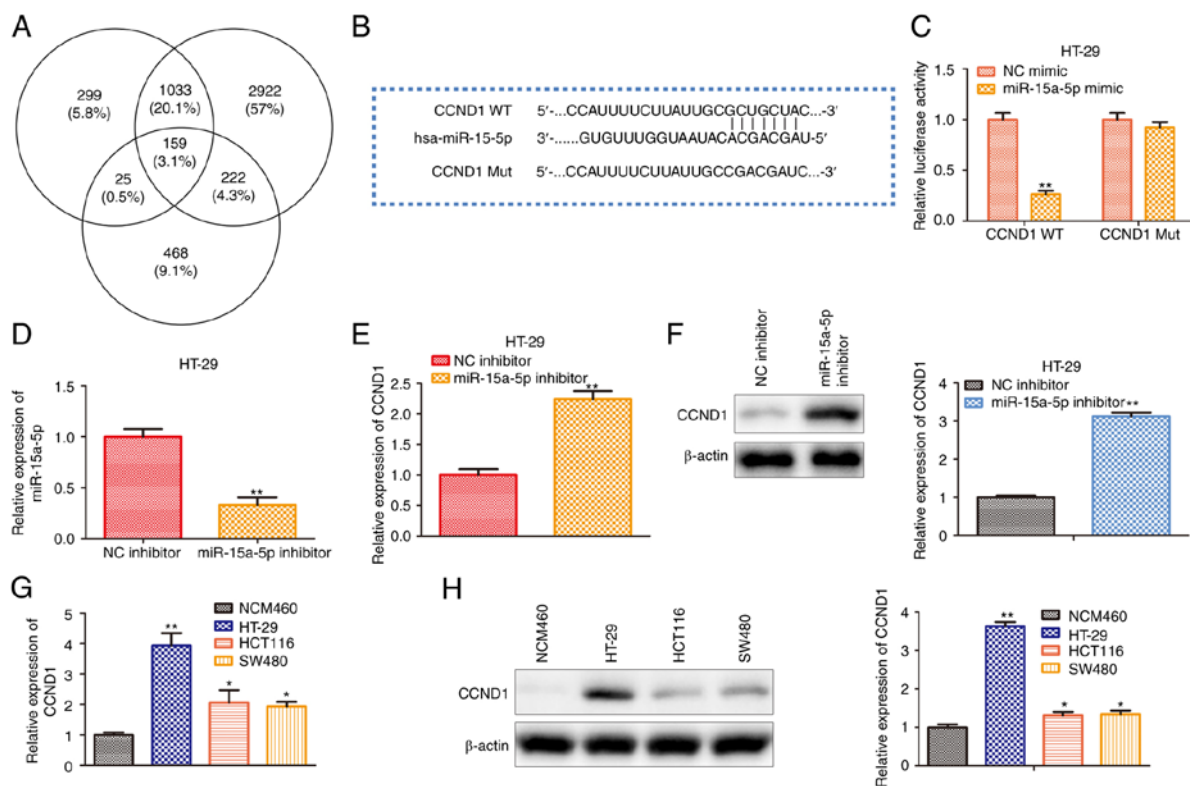 A
299
(5.8%)
1033
(20.1%)
2922
(57%)
159
(3.1%)
25
(0.5%)
222
(4.3%)
468
(9.1%)
B
CCND1 WT 5′-...CCAUUUUCUUAUUGCGCUGCUAC...-3′
hsa-miR-15-5p 3′-......GUGUUUGGUAAUACACGACGAU-5′
CCND1 Mut 5′-...CCAUUUUCUUAUUGCCGACGAUC...-3′
C
HT-29
NC mimic
miR-15a-5p mimic
Relative luciferase activity
1.5
1.0
0.5
0.0
**
CCND1 WT CCND1 Mut
D
HT-29
Relative expression of
miR-15a-5p
1.5
1.0
0.5
0.0
**
NC inhibitor miR-15a-5p inhibitor
E
HT-29
NC inhibitor
miR-15a-5p inhibitor
Relative expression of CCND1
2.5
2.0
1.5
1.0
0.5
0.0
**
F
NC inhibitor
miR-15a-5p
inhibitor
CCND1
β-actin
HT-29
NC inhibitor
miR-15a-5p inhibitor**
Relative expression of CCND1
4
3
2
1
0
G
Relative expression of
CCND1
5
4
3
2
1
0
**
*
*
NCM460
HT-29
HCT116
SW480
H
NCM460
HT-29
HCT116
SW480
CCND1
β-actin
Relative expression of CCND1
4
3
2
1
0
**
*
*
NCM460
HT-29
HCT116
SW480